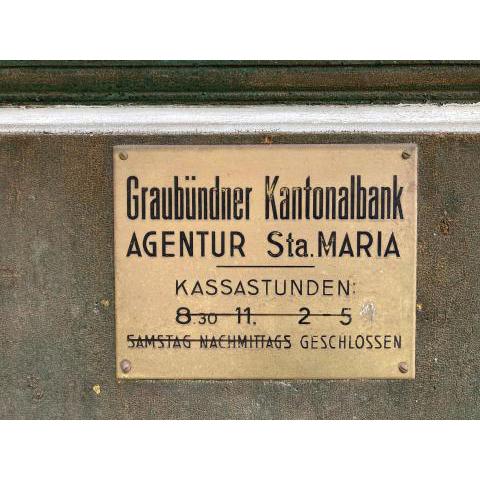 Graubündner Kantonalbank
AGENTUR Sta. MARIA
KASSASTUNDEN:
8.30 11. 2-5
SAMSTAG NACHMITTAGS GESCHLOSSEN